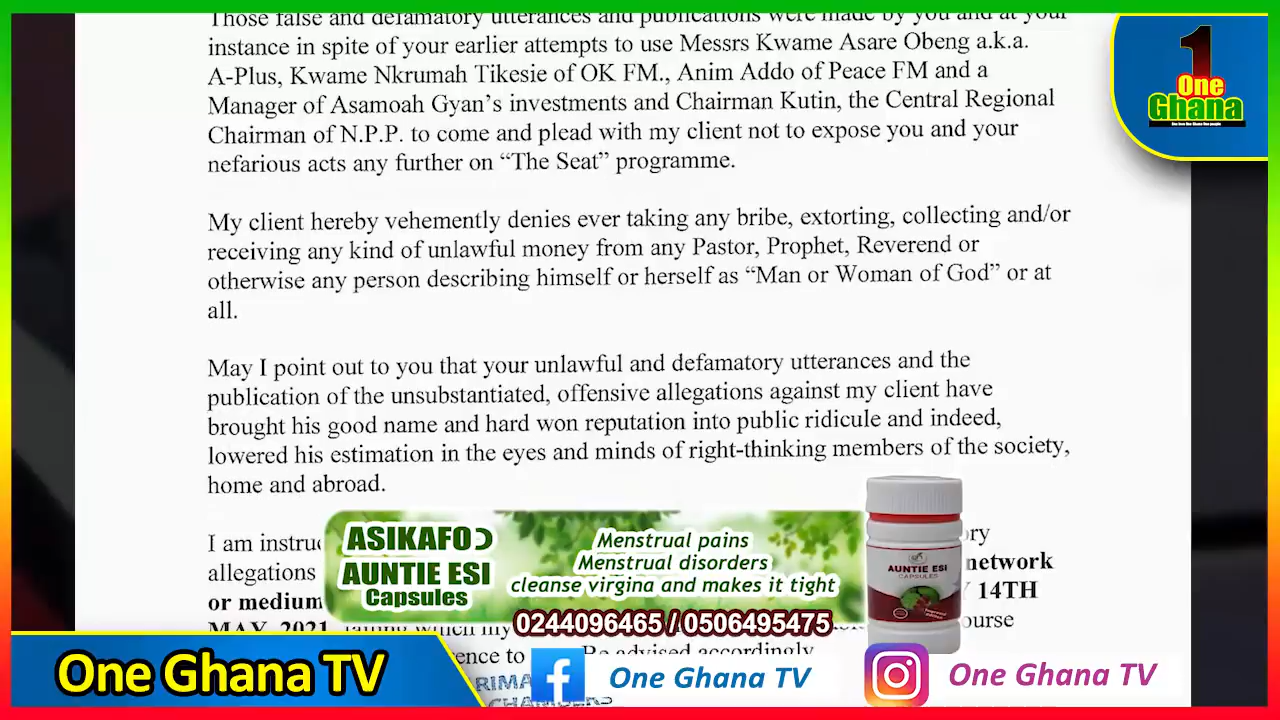 Those false and defamatory utterances and publications were made by you and at your
instance in spite of your earlier attempts to use Messrs Kwame Asare Obeng a.k.a.
A-Plus, Kwame Nkrumah Tikesie of OK FM., Anim Addo of Peace FM and a
Manager of Asamoah Gyan's investments and Chairman Kutin, the Central Regional
Chairman of N.P.P. to come and plead with my client not to expose you and your
nefarious acts any further on “The Seat” programme.
My client hereby vehemently denies ever taking any bribe, extorting, collecting and/or
receiving any kind of unlawful money from any Pastor, Prophet, Reverend or
otherwise any person describing himself or herself as “Man or Woman of God” or at
all.
May I point out to you that your unlawful and defamatory utterances and the
publication of the unsubstantiated, offensive allegations against my client have
brought his good name and hard won reputation into public ridicule and indeed,
lowered his estimation in the eyes and minds of right-thinking members of the society,
home and abroad.
I am
allegations network
or 14TH
MAY, 2021, failing which my
Be advised accordingly
1
One
Ghana
ASIKAFOƆ
AUNTIE ESI
Capsules
Menstrual pains
Menstrual disorders
cleanse virgina and makes it tight
0244096465 / 0506495475
AUNTIE ESI
CAPSULES
One Ghana TV
One Ghana TV
One Ghana TV